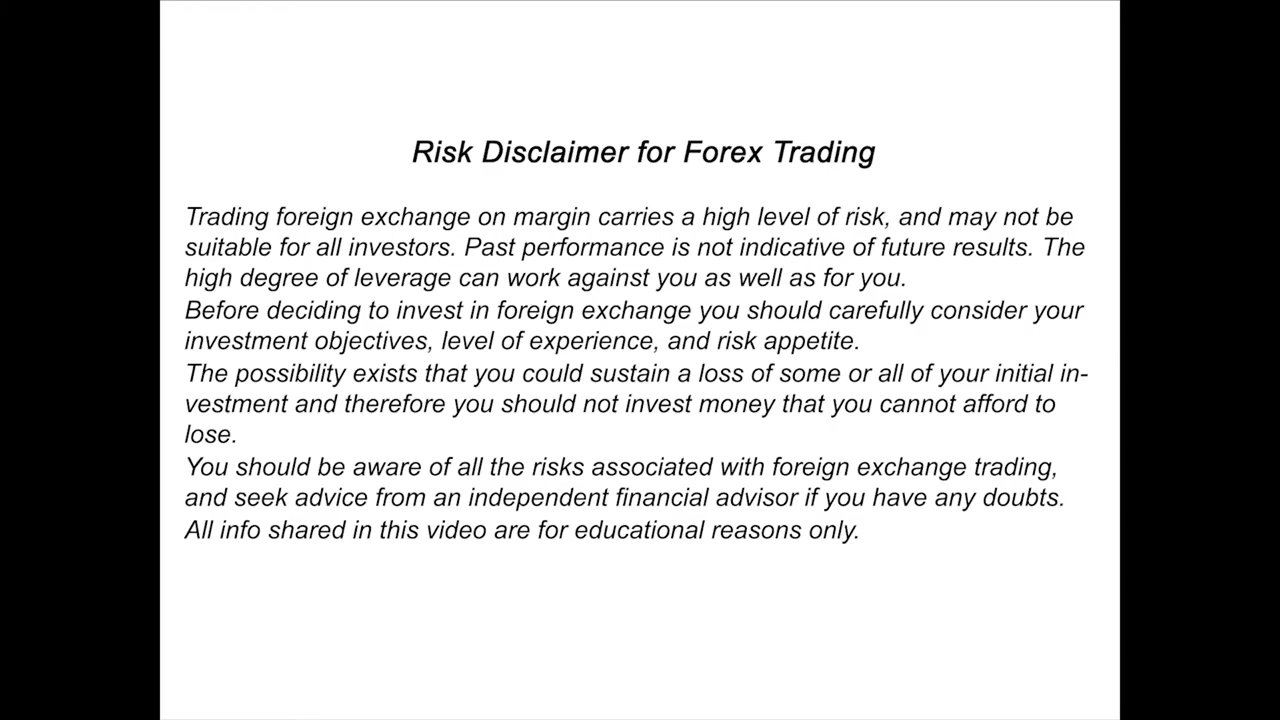 Risk Disclaimer for Forex Trading
Trading foreign exchange on margin carries a high level of risk, and may not be
suitable for all investors. Past performance is not indicative of future results. The
high degree of leverage can work against you as well as for you.
Before deciding to invest in foreign exchange you should carefully consider your
investment objectives, level of experience, and risk appetite.
The possibility exists that you could sustain a loss of some or all of your initial in-
vestment and therefore you should not invest money that you cannot afford to
lose.
You should be aware of all the risks associated with foreign exchange trading,
and seek advice from an independent financial advisor if you have any doubts.
All info shared in this video are for educational reasons only.